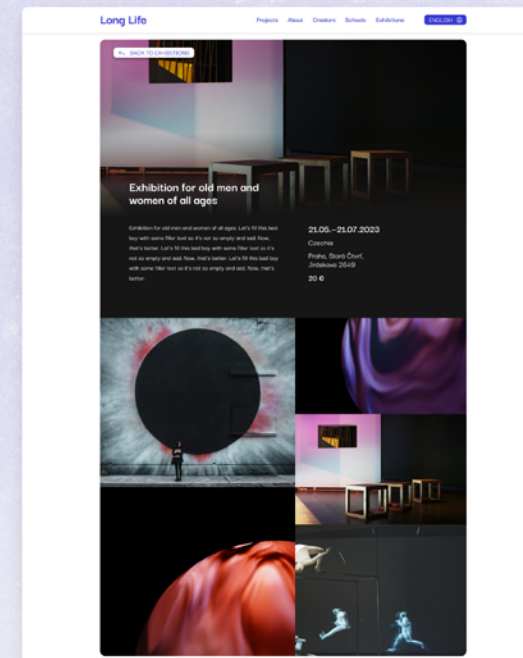 Long Life
Projects About Creators Schools Exhibitions
ENGLISH
BACK TO EXHIBITIONS
Exhibition for old men and
women of all ages
Exhibition for old men and women of all ages. Let's fill this bad
boy with some filler text so it's not so empty and sad. Now,
that's better. Let's fill this bad boy with some filler text so it's
not so empty and sad. Now, that's better. Let's fill this bad boy
with some filler text so it's not so empty and sad. Now, that's
better.
21.05.—21.07.2023
Czechia
Praha, Stará Čtvrť,
Jiráskova 2649
20 €